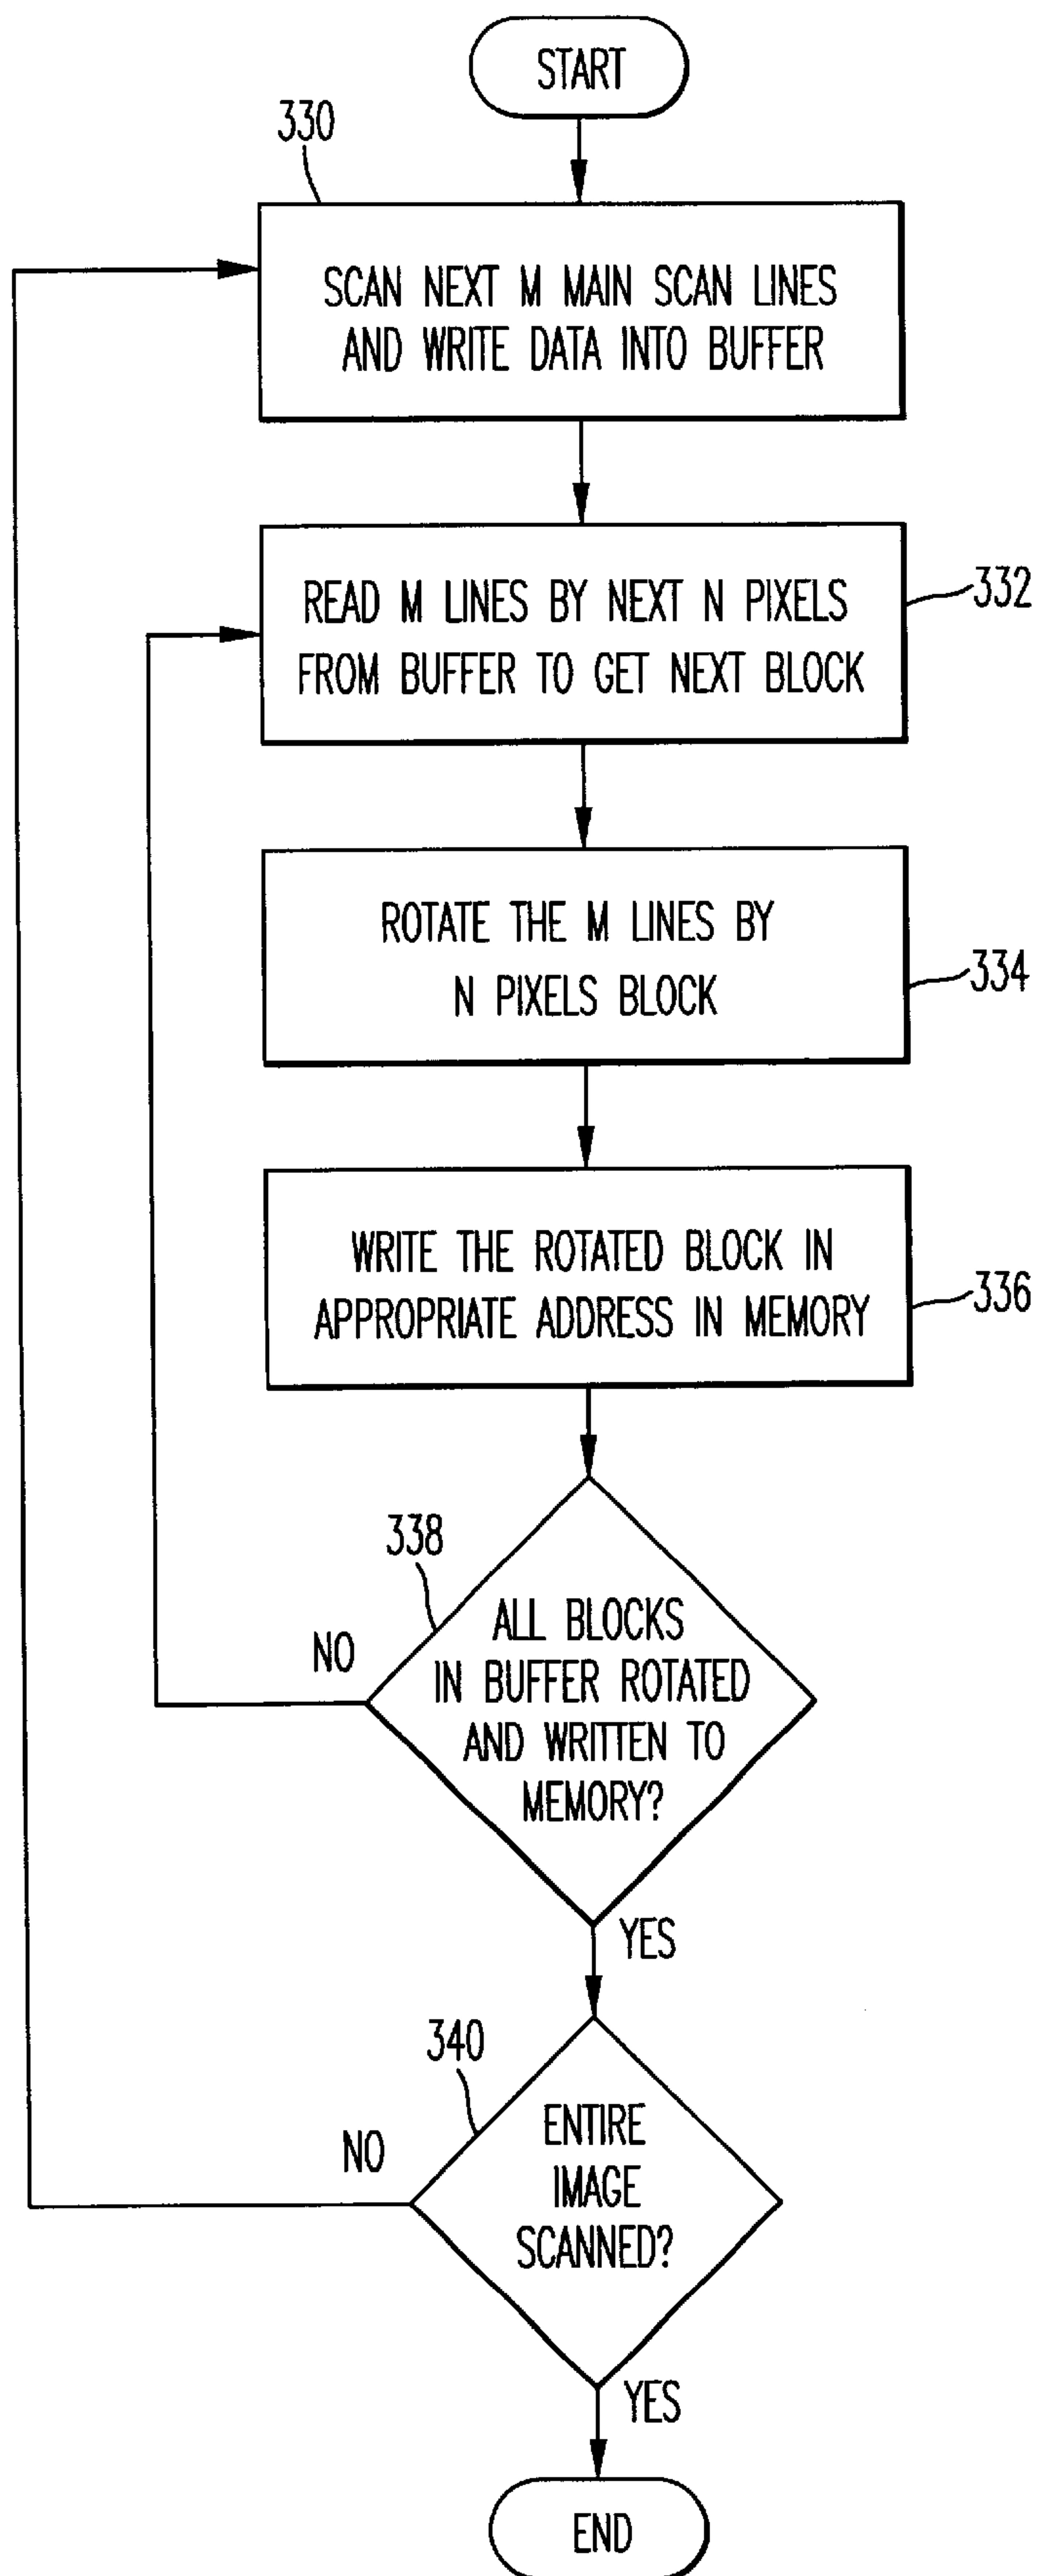 START
330
SCAN NEXT M MAIN SCAN LINES
AND WRITE DATA INTO BUFFER
READ M LINES BY NEXT N PIXELS
FROM BUFFER TO GET NEXT BLOCK
332
ROTATE THE M LINES BY
N PIXELS BLOCK
334
WRITE THE ROTATED BLOCK IN
APPROPRIATE ADDRESS IN MEMORY
336
338
ALL BLOCKS
IN BUFFER ROTATED
AND WRITTEN TO
MEMORY?
NO
YES
340
ENTIRE
IMAGE
SCANNED?
NO
YES
END